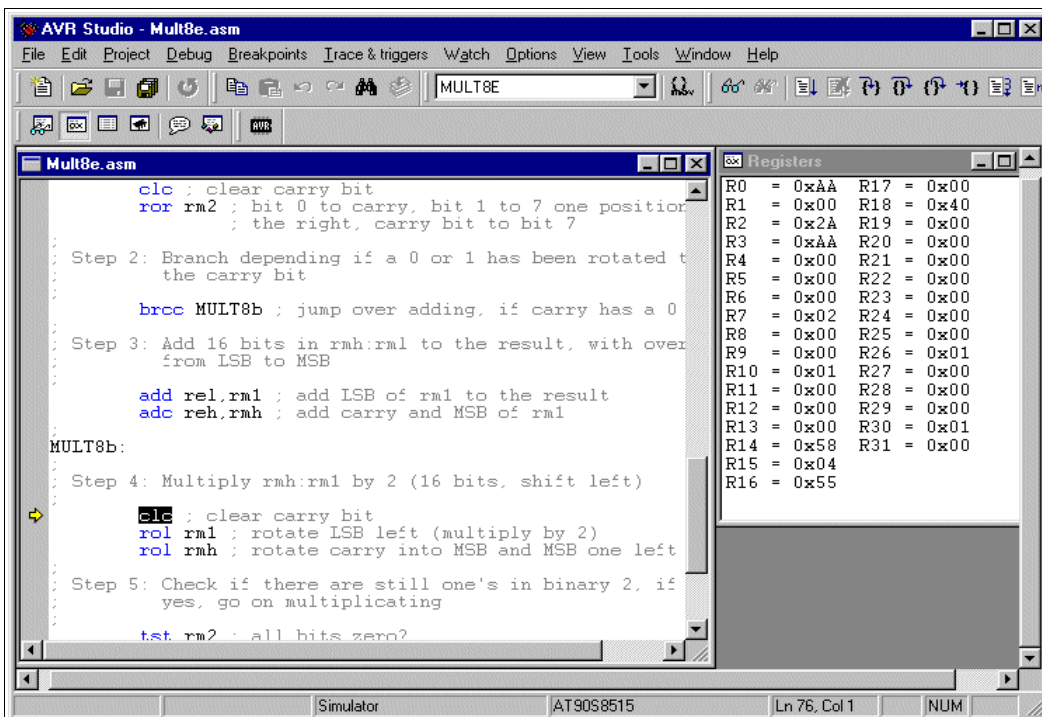 AVR Studio - Mult8e.asm
File Edit Project Debug Breakpoints Trace & triggers Watch Options View Tools Window Help
MULT8E
AVR
Mult8e.asm
clc ; clear carry bit
ror rm2 ; bit 0 to carry, bit 1 to 7 one position
; the right, carry bit to bit 7
;
; Step 2: Branch depending if a 0 or 1 has been rotated t
; the carry bit
;
brcc MULT8b ; jump over adding, if carry has a 0
;
; Step 3: Add 16 bits in rmh:rml to the result, with over
; from LSB to MSB
;
add rel,rm1 ; add LSB of rm1 to the result
adc reh,rmh ; add carry and MSB of rm1
;
MULT8b:
;
; Step 4: Multiply rmh:rm1 by 2 (16 bits, shift left)
;
clc ; clear carry bit
rol rm1 ; rotate LSB left (multiply by 2)
rol rmh ; rotate carry into MSB and MSB one left
;
; Step 5: Check if there are still one's in binary 2, if
; yes, go on multiplicating
;
tst rm2 ; all bits zero?
Registers
R0 = 0xAA R17 = 0x00
R1 = 0x00 R18 = 0x40
R2 = 0x2A R19 = 0x00
R3 = 0xAA R20 = 0x00
R4 = 0x00 R21 = 0x00
R5 = 0x00 R22 = 0x00
R6 = 0x00 R23 = 0x00
R7 = 0x02 R24 = 0x00
R8 = 0x00 R25 = 0x00
R9 = 0x00 R26 = 0x01
R10 = 0x01 R27 = 0x00
R11 = 0x00 R28 = 0x00
R12 = 0x00 R29 = 0x00
R13 = 0x00 R30 = 0x01
R14 = 0x58 R31 = 0x00
R15 = 0x04
R16 = 0x55
Simulator AT90S8515 Ln 76, Col 1 NUM